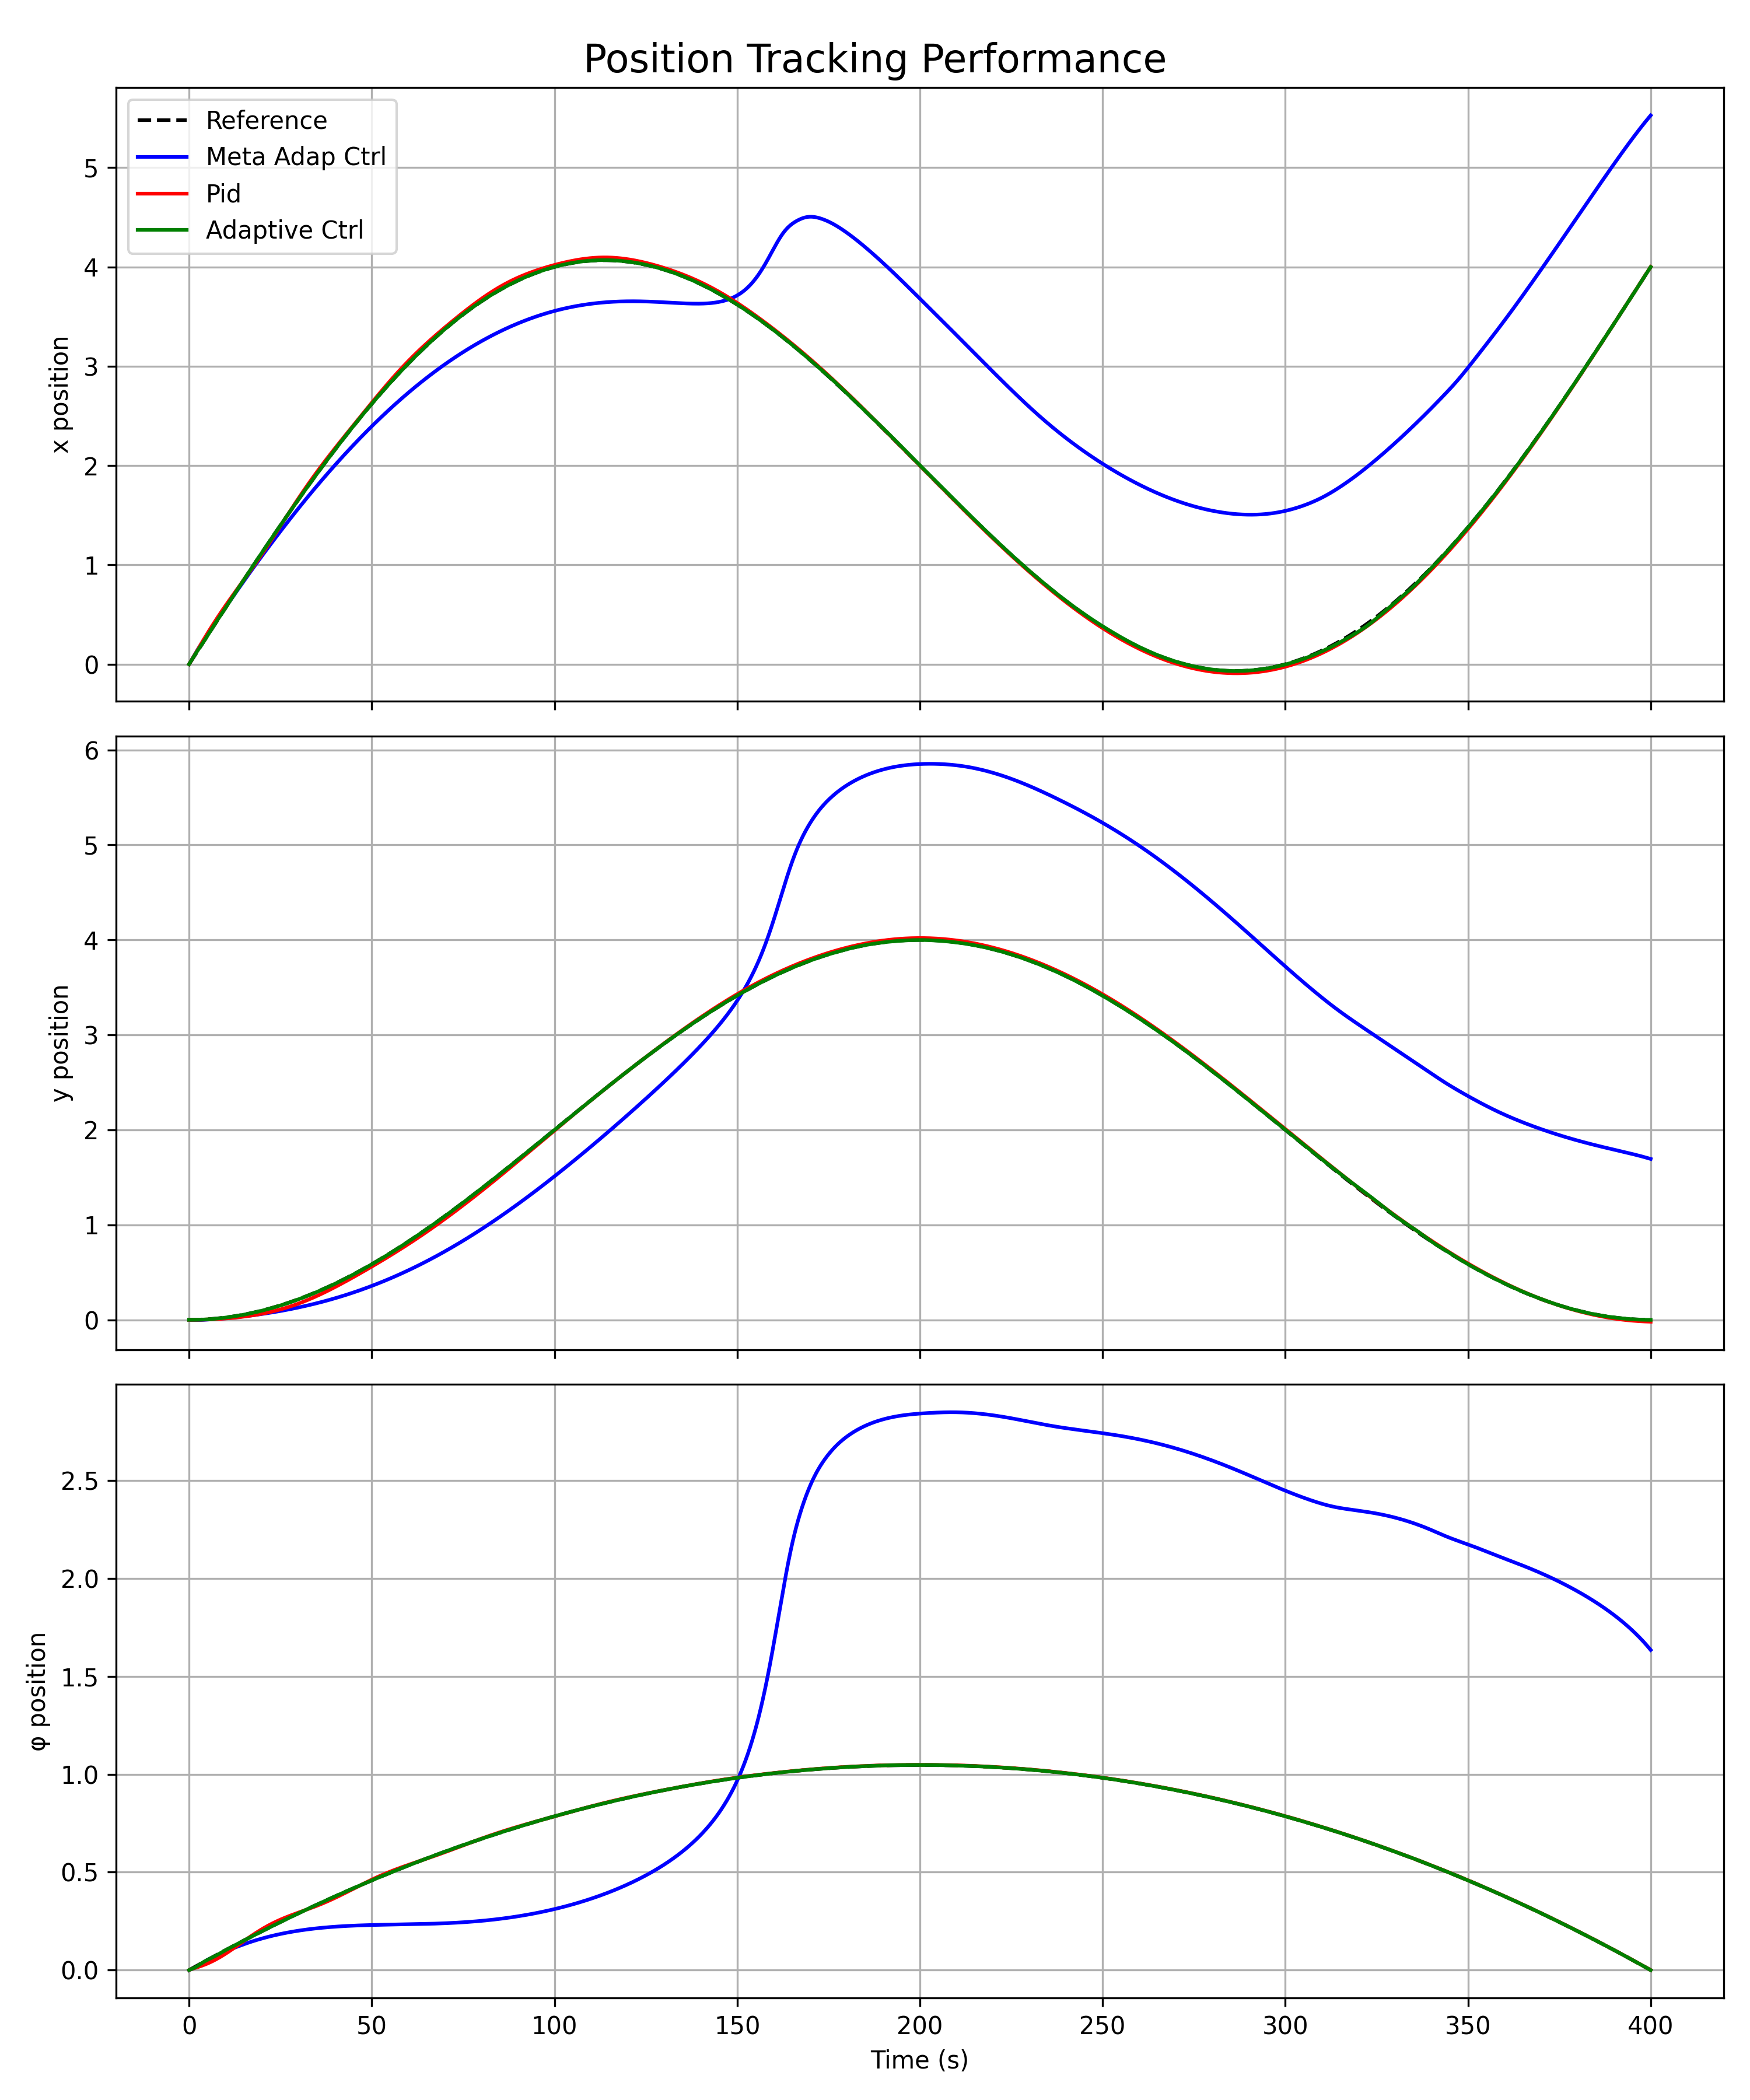 Position Tracking Performance
Reference
Meta Adap Ctrl
Pid
Adaptive Ctrl
5
4
3
2
1
0
x position
6
5
4
3
2
1
0
y position
2.5
2.0
1.5
1.0
0.5
0.0
φ position
0 50 100 150 200 250 300 350 400
Time (s)